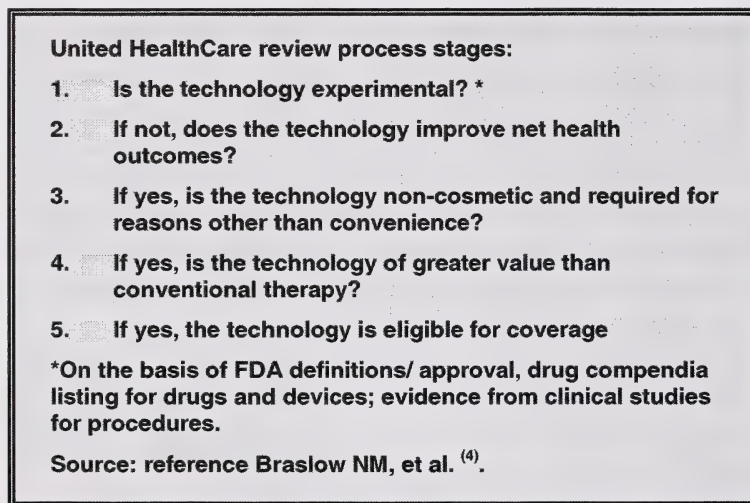 United HealthCare review process stages:
1. Is the technology experimental? *
2. If not, does the technology improve net health
outcomes?
3. If yes, is the technology non-cosmetic and required for
reasons other than convenience?
4. If yes, is the technology of greater value than
conventional therapy?
5. If yes, the technology is eligible for coverage
*On the basis of FDA definitions/ approval, drug compendia
listing for drugs and devices; evidence from clinical studies
for procedures.
Source: reference Braslow NM, et al. (4).